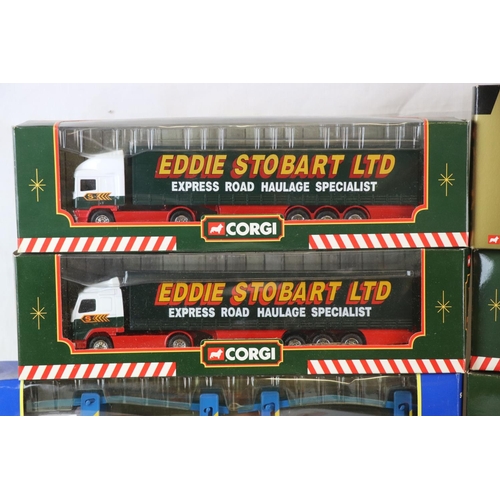 EDDIE STOBART LTD
EXPRESS ROAD HAULAGE SPECIALIST
CORGI
EDDIE STOBART LTD
EXPRESS ROAD HAULAGE SPECIALIST
CORGI